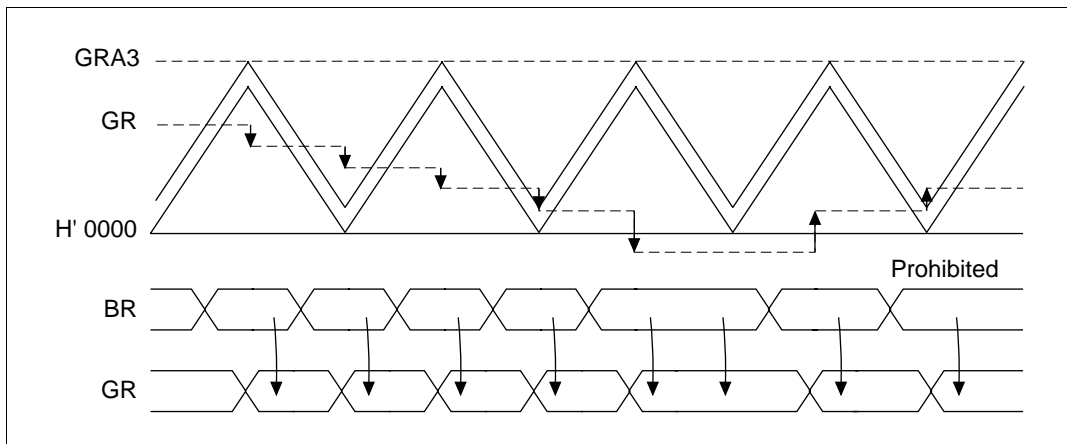 GRA3
GR
H' 0000
Prohibited
BR
GR